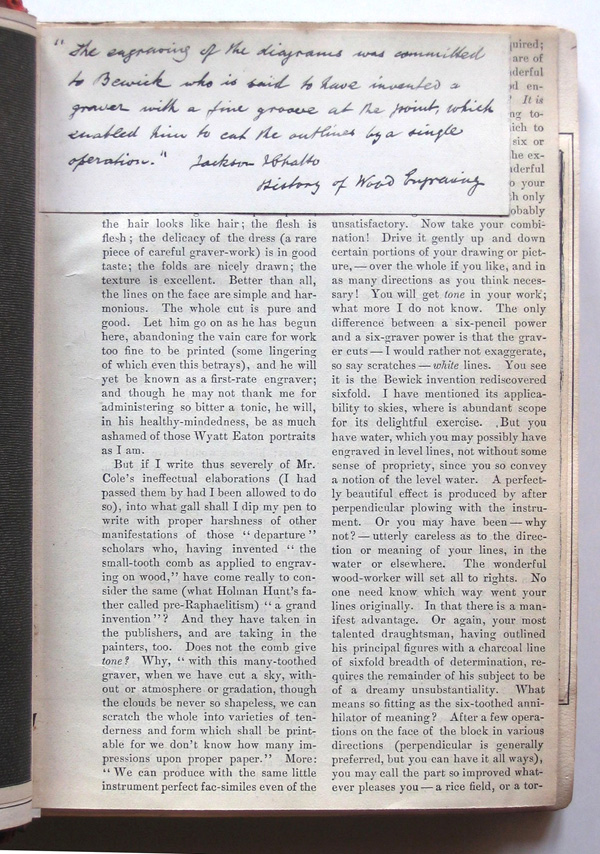 "The engraving of the diagrams was committed
to Bewick who is said to have invented a
graver with a fine groove at the point, which
enabled him to cut the outlines by a single
operation." Jackson & Chatto
History of Wood Engraving
the hair looks like hair; the flesh is
flesh; the delicacy of the dress (a rare
piece of careful graver-work) is in good
taste; the folds are nicely drawn; the
texture is excellent. Better than all,
the lines on the face are simple and har-
monious. The whole cut is pure and
good. Let him go on as he has begun
here, abandoning the vain care for work
too fine to be printed (some lingering
of which even this betrays), and he will
yet be known as a first-rate engraver;
and though he may not thank me for
administering so bitter a tonic, he will,
in his healthy-mindedness, be as much
ashamed of those Wyatt Eaton portraits
as I am.
But if I write thus severely of Mr.
Cole's ineffectual elaborations (I had
passed them by had I been allowed to do
so), into what gall shall I dip my pen to
write with proper harshness of other
manifestations of those "departure"
scholars who, having invented "the
small-tooth comb as applied to engrav-
ing on wood," have come really to con-
sider the same (what Holman Hunt's fa-
ther called pre-Raphaelitism) "a grand
invention"? And they have taken in
the publishers, and are taking in the
painters, too. Does not the comb give
tone? Why, "with this many-toothed
graver, when we have cut a sky, with-
out or atmosphere or gradation, though
the clouds be never so shapeless, we can
scratch the whole into varieties of ten-
derness and form which shall be print-
able for we don't know how many im-
pressions upon proper paper." More:
"We can produce with the same little
instrument perfect fac-similes even of the
uired;
are of
derful
d en-
It is
ng to-
ich to
six or
he ex-
derful
o your
h only
obably
unsatisfactory. Now take your combi-
nation! Drive it gently up and down
certain portions of your drawing or pict-
ure,—over the whole if you like, and in
as many directions as you think neces-
sary! You will get tone in your work;
what more I do not know. The only
difference between a six-pencil power
and a six-graver power is that the grav-
er cuts—I would rather not exaggerate,
so say scratches—white lines. You see
it is the Bewick invention rediscovered
sixfold. I have mentioned its applica-
bility to skies, where is abundant scope
for its delightful exercise. But you
have water, which you may possibly have
engraved in level lines, not without some
sense of propriety, since you so convey
a notion of the level water. A perfect-
ly beautiful effect is produced by after
perpendicular plowing with the instru-
ment. Or you may have been—why
not?—utterly careless as to the direc-
tion or meaning of your lines, in the
water or elsewhere. The wonderful
wood-worker will set all to rights. No
one need know which way went your
lines originally. In that there is a man-
ifest advantage. Or again, your most
talented draughtsman, having outlined
his principal figures with a charcoal line
of sixfold breadth of determination, re-
quires the remainder of his subject to be
of a dreamy unsubstantiality. What
means so fitting as the six-toothed anni-
hilator of meaning? After a few opera-
tions on the face of the block in various
directions (perpendicular is generally
preferred, but you can have it all ways),
you may call the part so improved what-
ever pleases you—a rice field, or a tor-